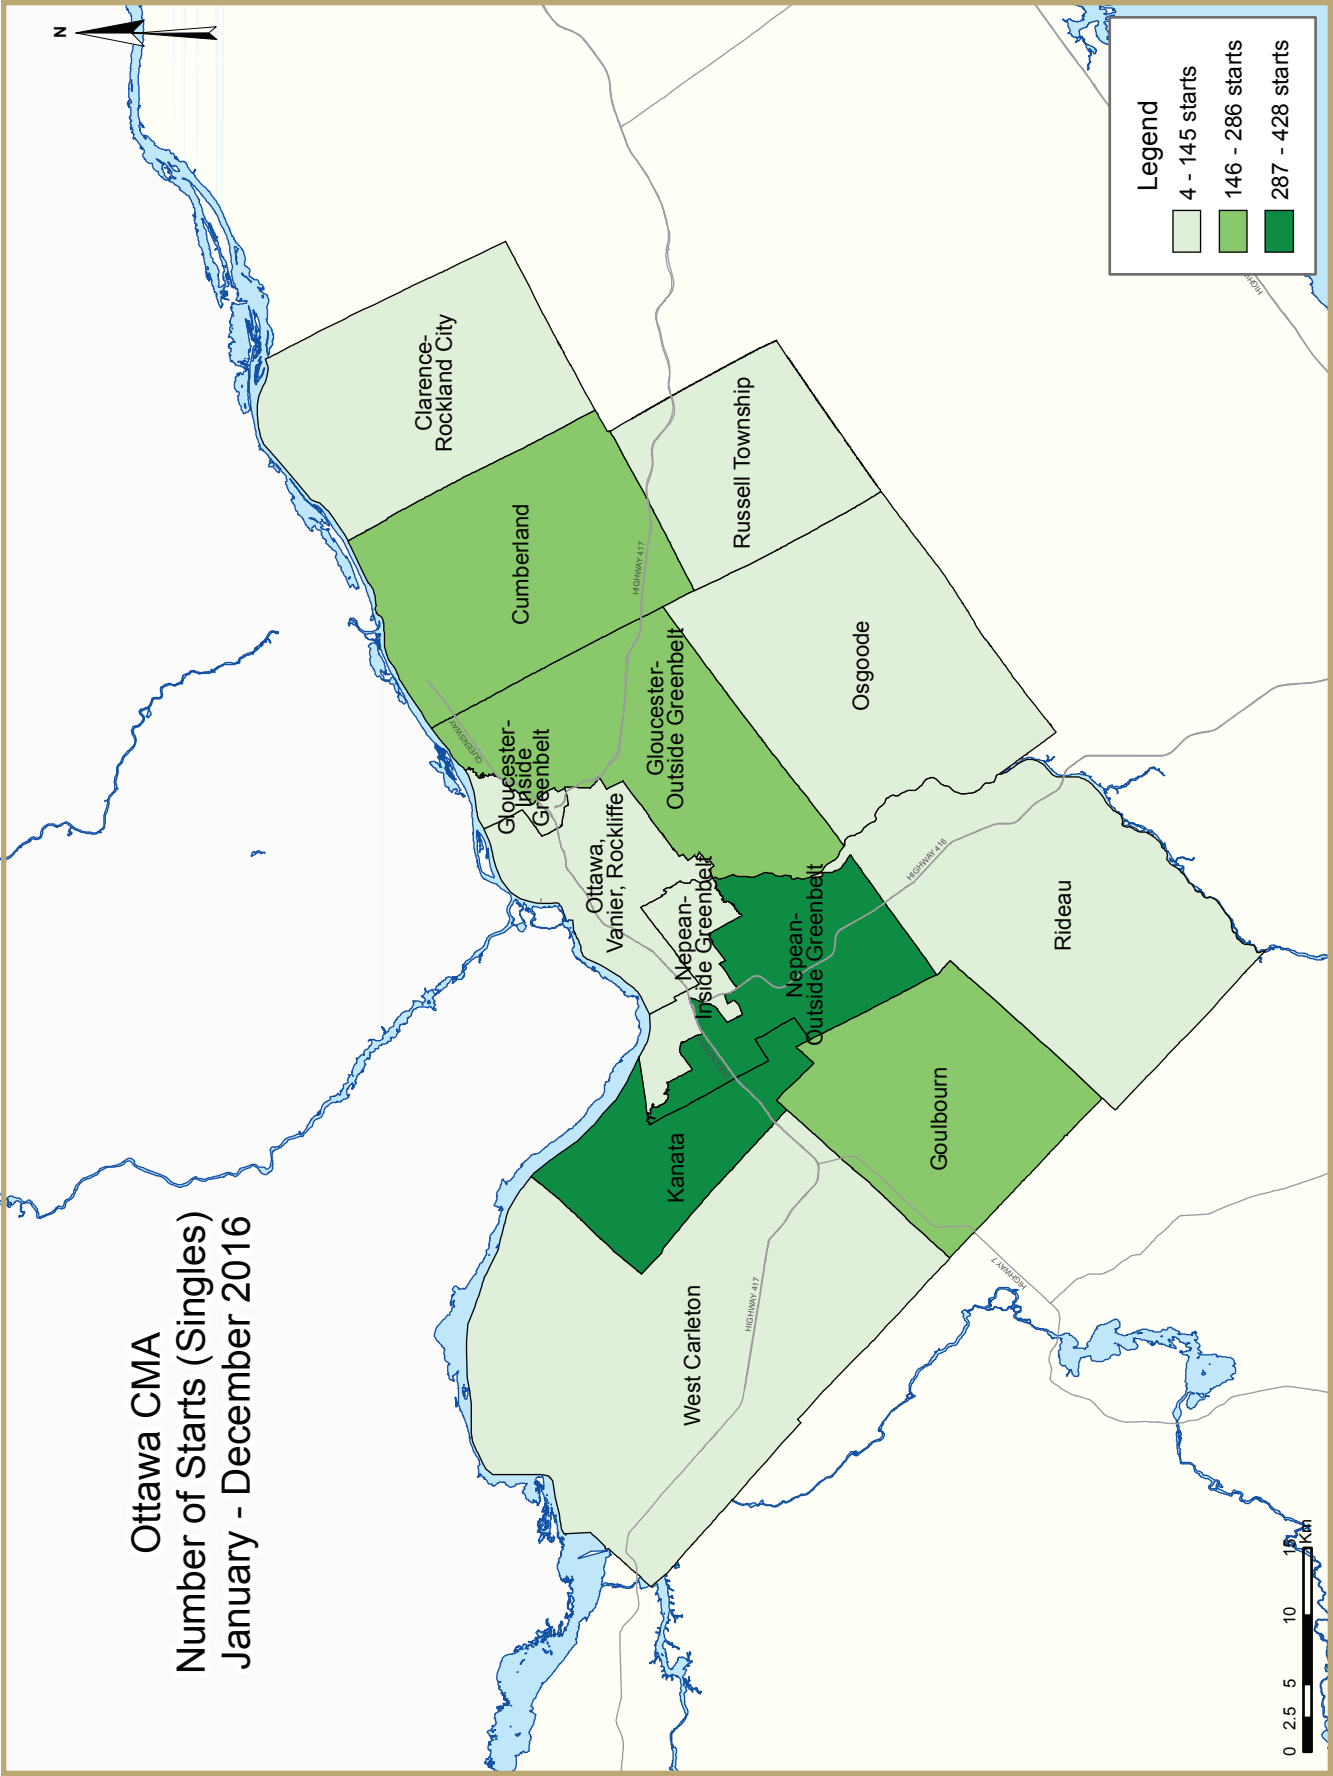 Ottawa CMA
Number of Starts (Singles)
January - December 2016
N
Clarence-
Rockland City
Cumberland
Russell Township
HIGHWAY 417
QUEENSWAY
Gloucester-
Inside
Greenbelt
Gloucester-
Outside Greenbelt
Osgoode
Ottawa,
Vanier, Rockliffe
Nepean-
Inside Greenbelt
Nepean-
Outside Greenbelt
HIGHWAY 416
Rideau
Kanata
Goulbourn
West Carleton
HIGHWAY 417
HIGHWAY 7
Legend
4 - 145 starts
146 - 286 starts
287 - 428 starts
0 2.5 5 10 15
Km